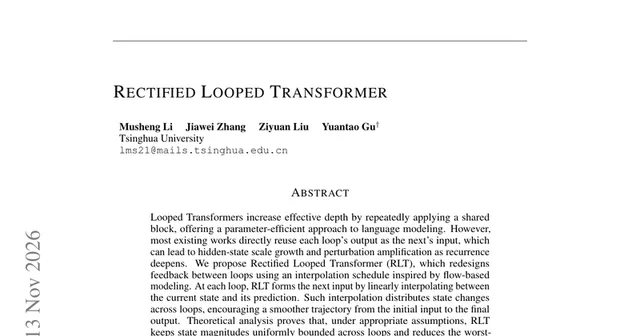 RECTIFIED LOOPED TRANSFORMER
Musheng Li Jiawei Zhang Ziyuan Liu Yuantao Gu†
Tsinghua University
lms21@mails.tsinghua.edu.cn
ABSTRACT
Looped Transformers increase effective depth by repeatedly applying a shared
block, offering a parameter-efficient approach to language modeling. However,
most existing works directly reuse each loop's output as the next's input, which
can lead to hidden-state scale growth and perturbation amplification as recurrence
deepens. We propose Rectified Looped Transformer (RLT), which redesigns
feedback between loops using an interpolation schedule inspired by flow-based
modeling. At each loop, RLT forms the next input by linearly interpolating between
the current state and its prediction. Such interpolation distributes state changes
across loops, encouraging a smoother trajectory from the initial input to the final
output. Theoretical analysis proves that, under appropriate assumptions, RLT
keeps state magnitudes uniformly bounded across loops and reduces the worst-
13 Nov 2026